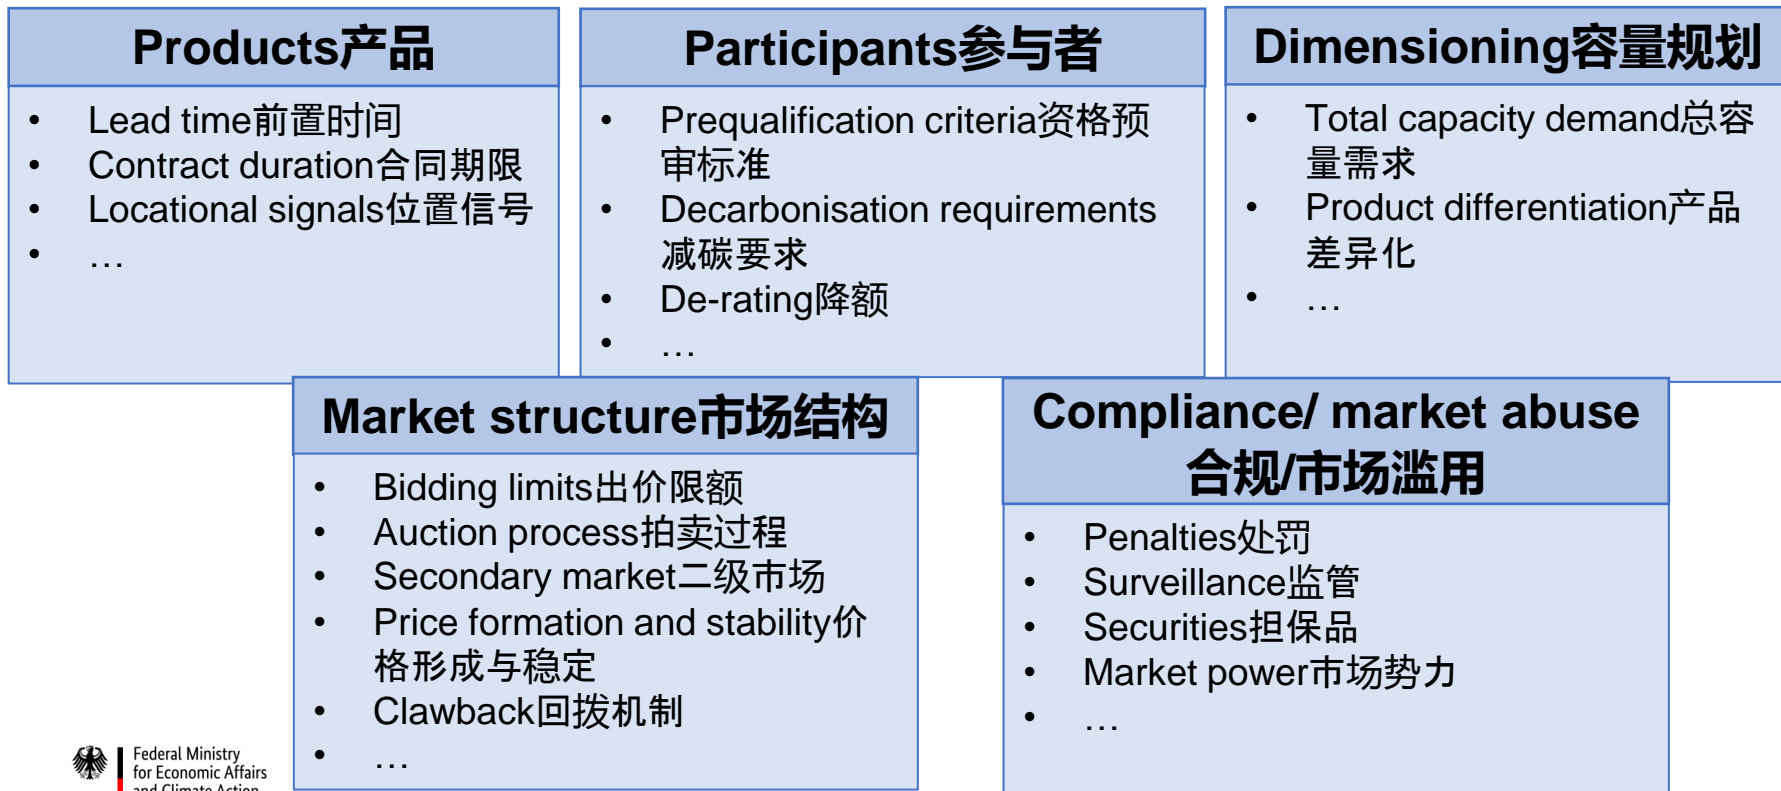 Products产品
• Lead time前置时间
• Contract duration合同期限
• Locational signals位置信号
• …
Participants参与者
• Prequalification criteria资格预
审标准
• Decarbonisation requirements
减碳要求
• De-rating降额
• …
Dimensioning容量规划
• Total capacity demand总容
量需求
• Product differentiation产品
差异化
• …
Market structure市场结构
• Bidding limits出价限额
• Auction process拍卖过程
• Secondary market二级市场
• Price formation and stability价
格形成与稳定
• Clawback回拨机制
• …
Compliance/ market abuse
合规/市场滥用
• Penalties处罚
• Surveillance监管
• Securities担保品
• Market power市场势力
• …
Federal Ministry
for Economic Affairs
and Climate Action